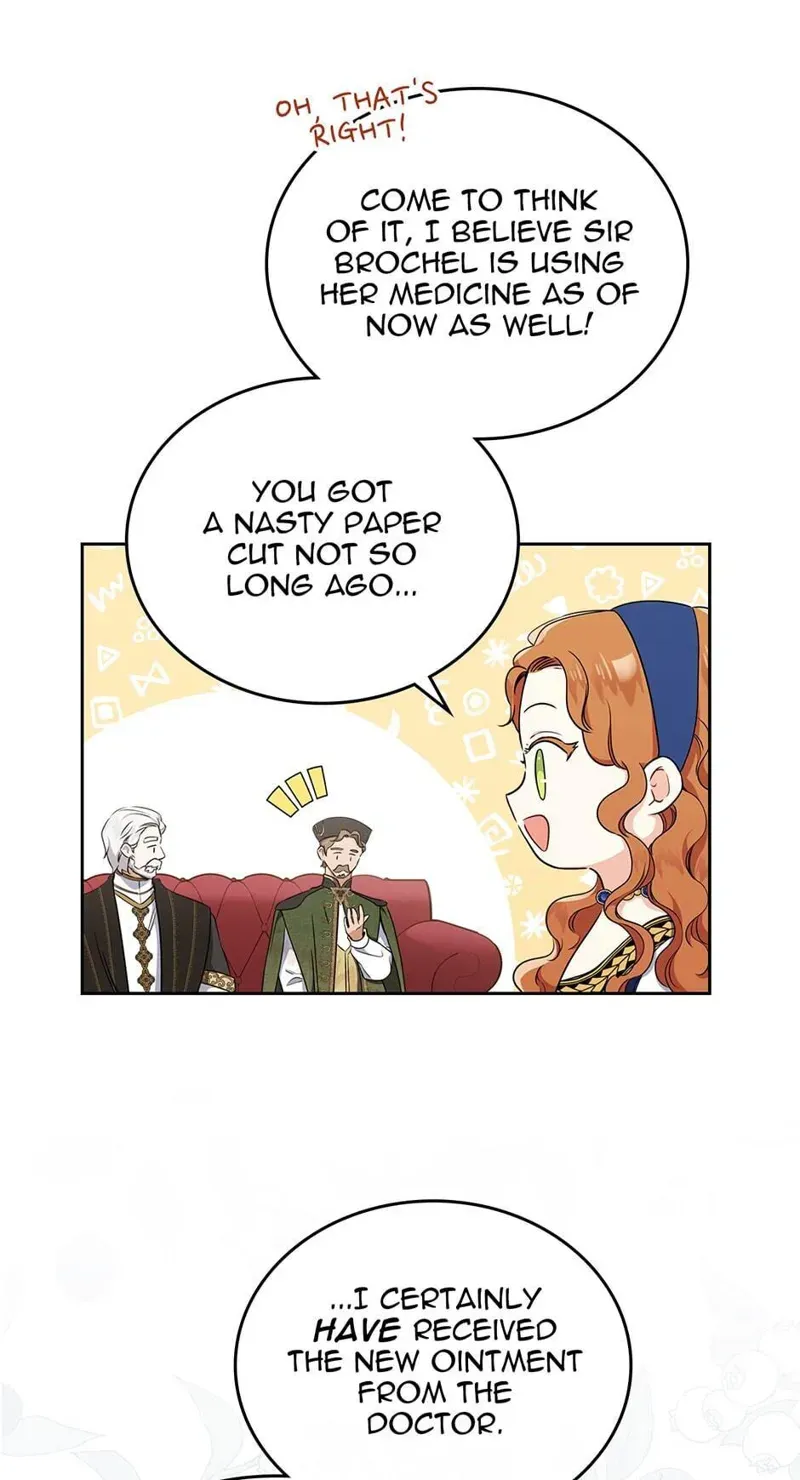 OH, THAT'S
RIGHT!
COME TO THINK
OF IT, I BELIEVE SIR
BROCHEL IS USING
HER MEDICINE AS OF
NOW AS WELL!
YOU GOT
A NASTY PAPER
CUT NOT SO
LONG AGO...
...I CERTAINLY
HAVE RECEIVED
THE NEW OINTMENT
FROM THE
DOCTOR.